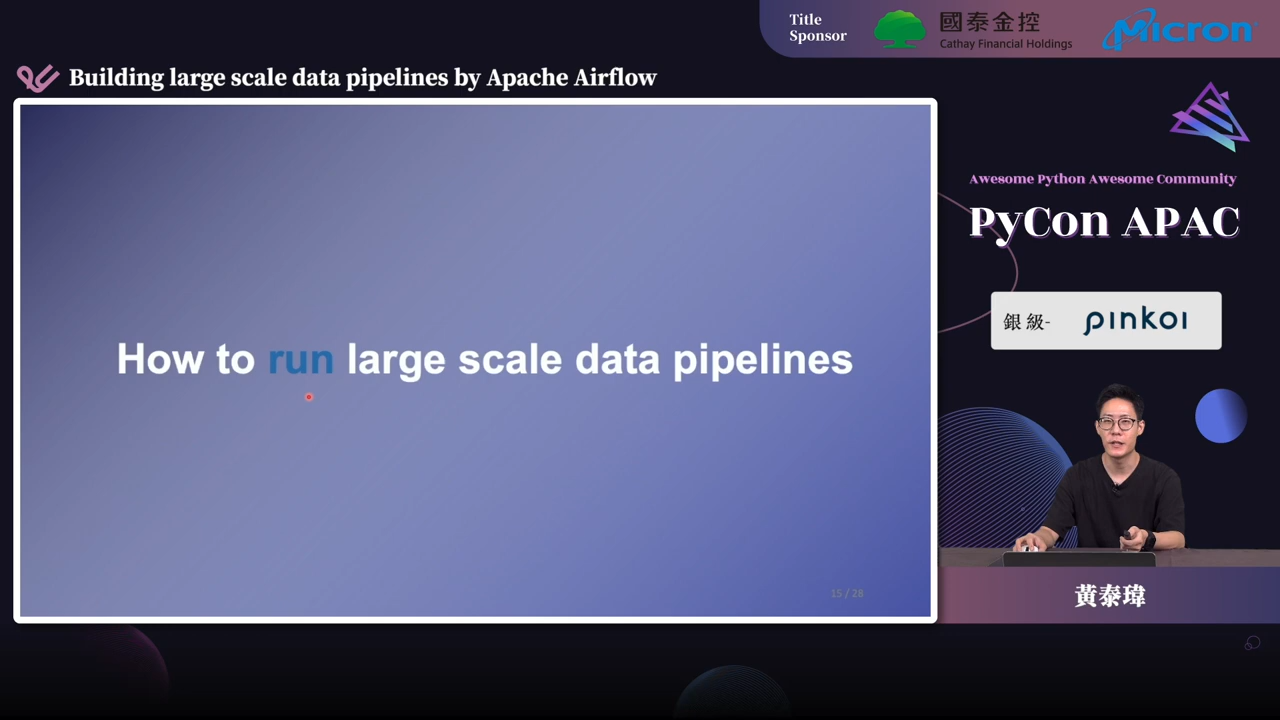 Title
Sponsor
國泰金控
Cathay Financial Holdings
Micron
Building large scale data pipelines by Apache Airflow
Awesome Python Awesome Community
PyCon APAC
銀級- pinkoi
How to run large scale data pipelines
15 / 28
黃泰瑋